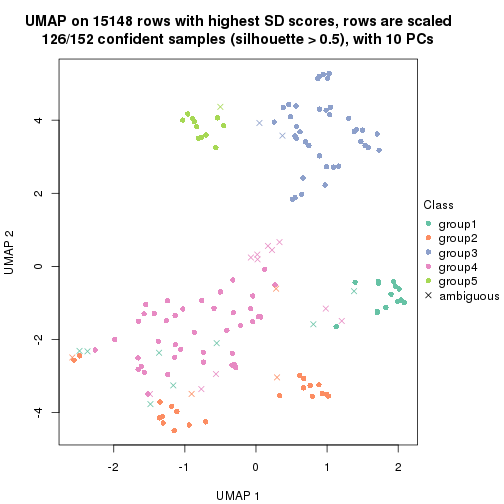 UMAP on 15148 rows with highest SD scores, rows are scaled
126/152 confident samples (silhouette > 0.5), with 10 PCs
4
2
0
-2
-4
UMAP 2
-2
-1
0
1
2
UMAP 1
Class
group1
group2
group3
group4
group5
ambiguous